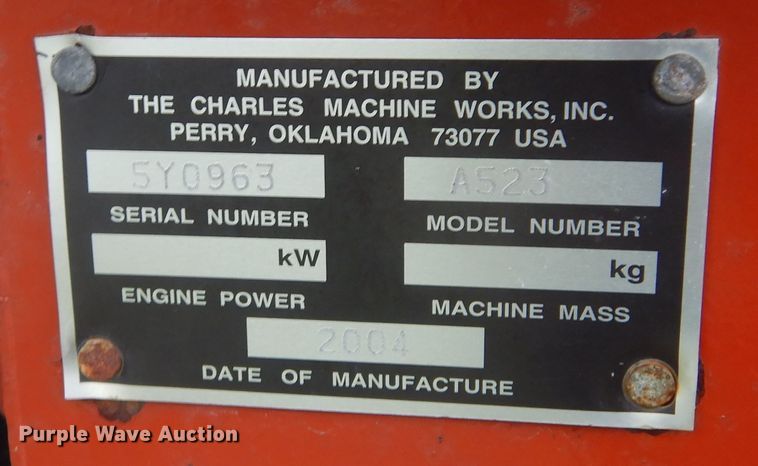 MANUFACTURED BY
THE CHARLES MACHINE WORKS, INC.
PERRY, OKLAHOMA 73077 USA
5Y0963 A523
SERIAL NUMBER MODEL NUMBER
kW kg
ENGINE POWER MACHINE MASS
2004
DATE OF MANUFACTURE
Purple Wave Auction